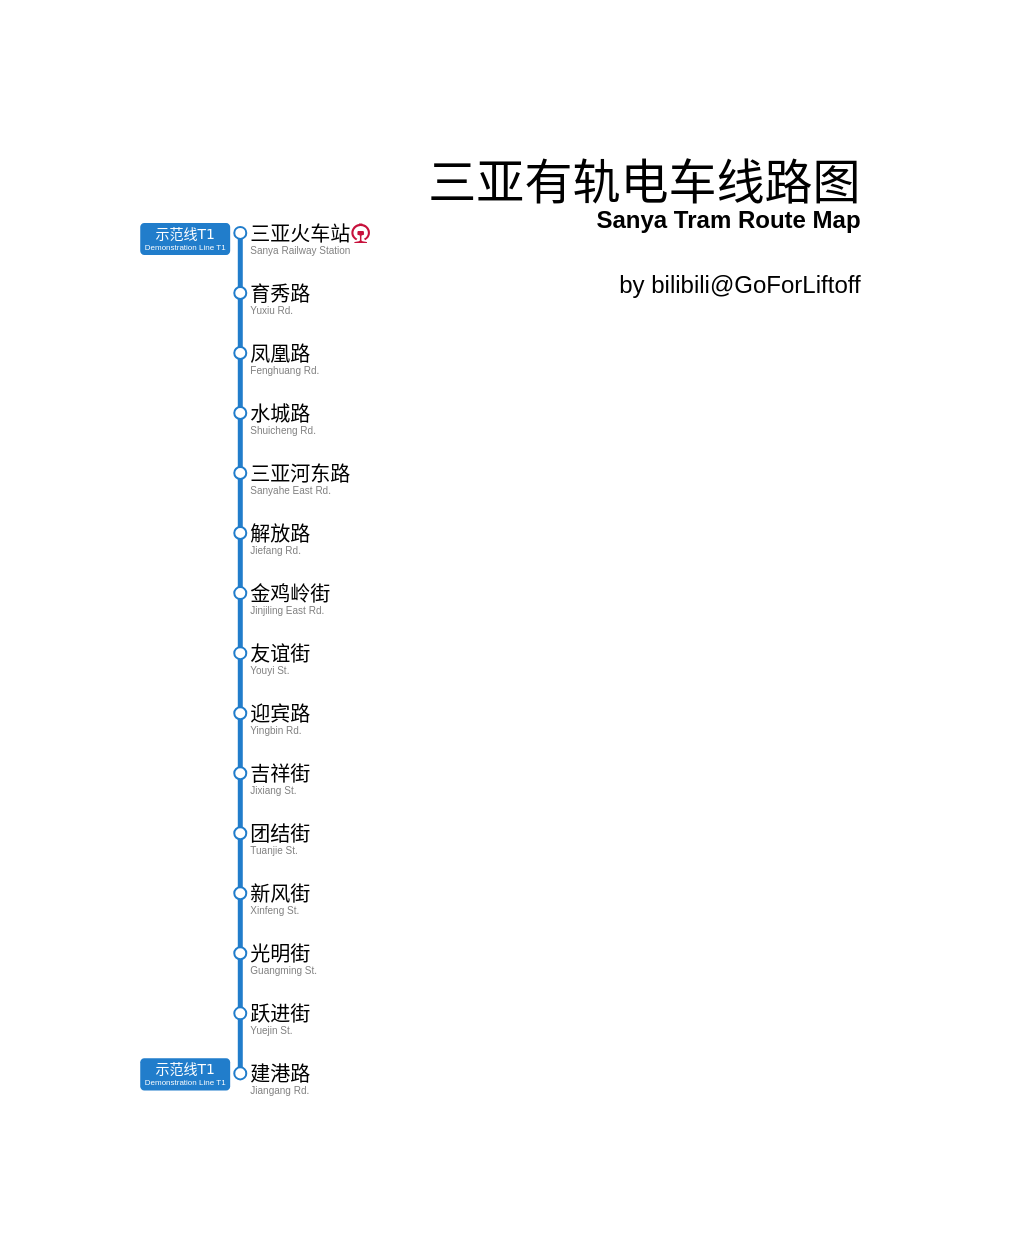 三亚有轨电车线路图
Sanya Tram Route Map
by bilibili@GoForLiftoff
示范线T1
Demonstration Line T1
三亚火车站
Sanya Railway Station
育秀路
Yuxiu Rd.
凤凰路
Fenghuang Rd.
水城路
Shuicheng Rd.
三亚河东路
Sanyahe East Rd.
解放路
Jiefang Rd.
金鸡岭街
Jinjiling East Rd.
友谊街
Youyi St.
迎宾路
Yingbin Rd.
吉祥街
Jixiang St.
团结街
Tuanjie St.
新风街
Xinfeng St.
光明街
Guangming St.
跃进街
Yuejin St.
示范线T1
Demonstration Line T1
建港路
Jiangang Rd.